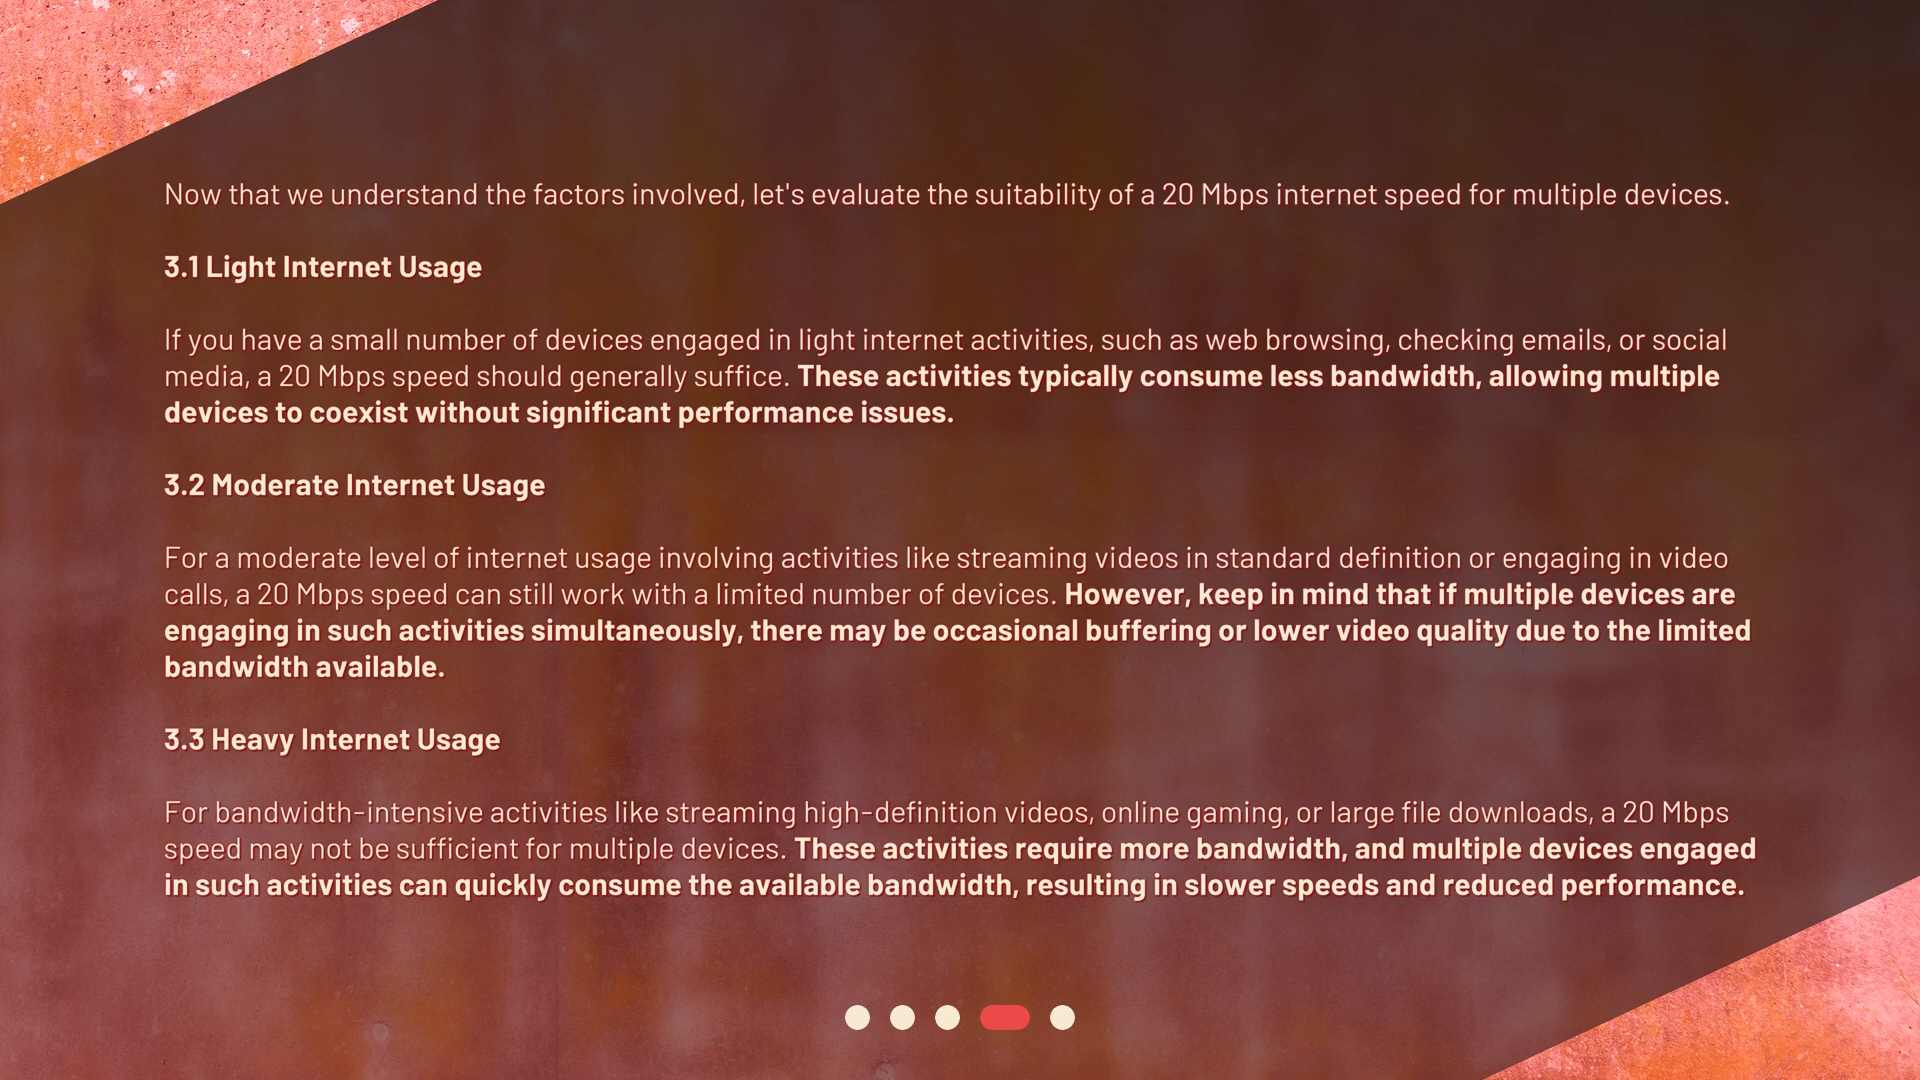 Now that we understand the factors involved, let's evaluate the suitability of a 20 Mbps internet speed for multiple devices.
3.1 Light Internet Usage
If you have a small number of devices engaged in light internet activities, such as web browsing, checking emails, or social
media, a 20 Mbps speed should generally suffice. These activities typically consume less bandwidth, allowing multiple
devices to coexist without significant performance issues.
3.2 Moderate Internet Usage
For a moderate level of internet usage involving activities like streaming videos in standard definition or engaging in video
calls, a 20 Mbps speed can still work with a limited number of devices. However, keep in mind that if multiple devices are
engaging in such activities simultaneously, there may be occasional buffering or lower video quality due to the limited
bandwidth available.
3.3 Heavy Internet Usage
For bandwidth-intensive activities like streaming high-definition videos, online gaming, or large file downloads, a 20 Mbps
speed may not be sufficient for multiple devices. These activities require more bandwidth, and multiple devices engaged
in such activities can quickly consume the available bandwidth, resulting in slower speeds and reduced performance.